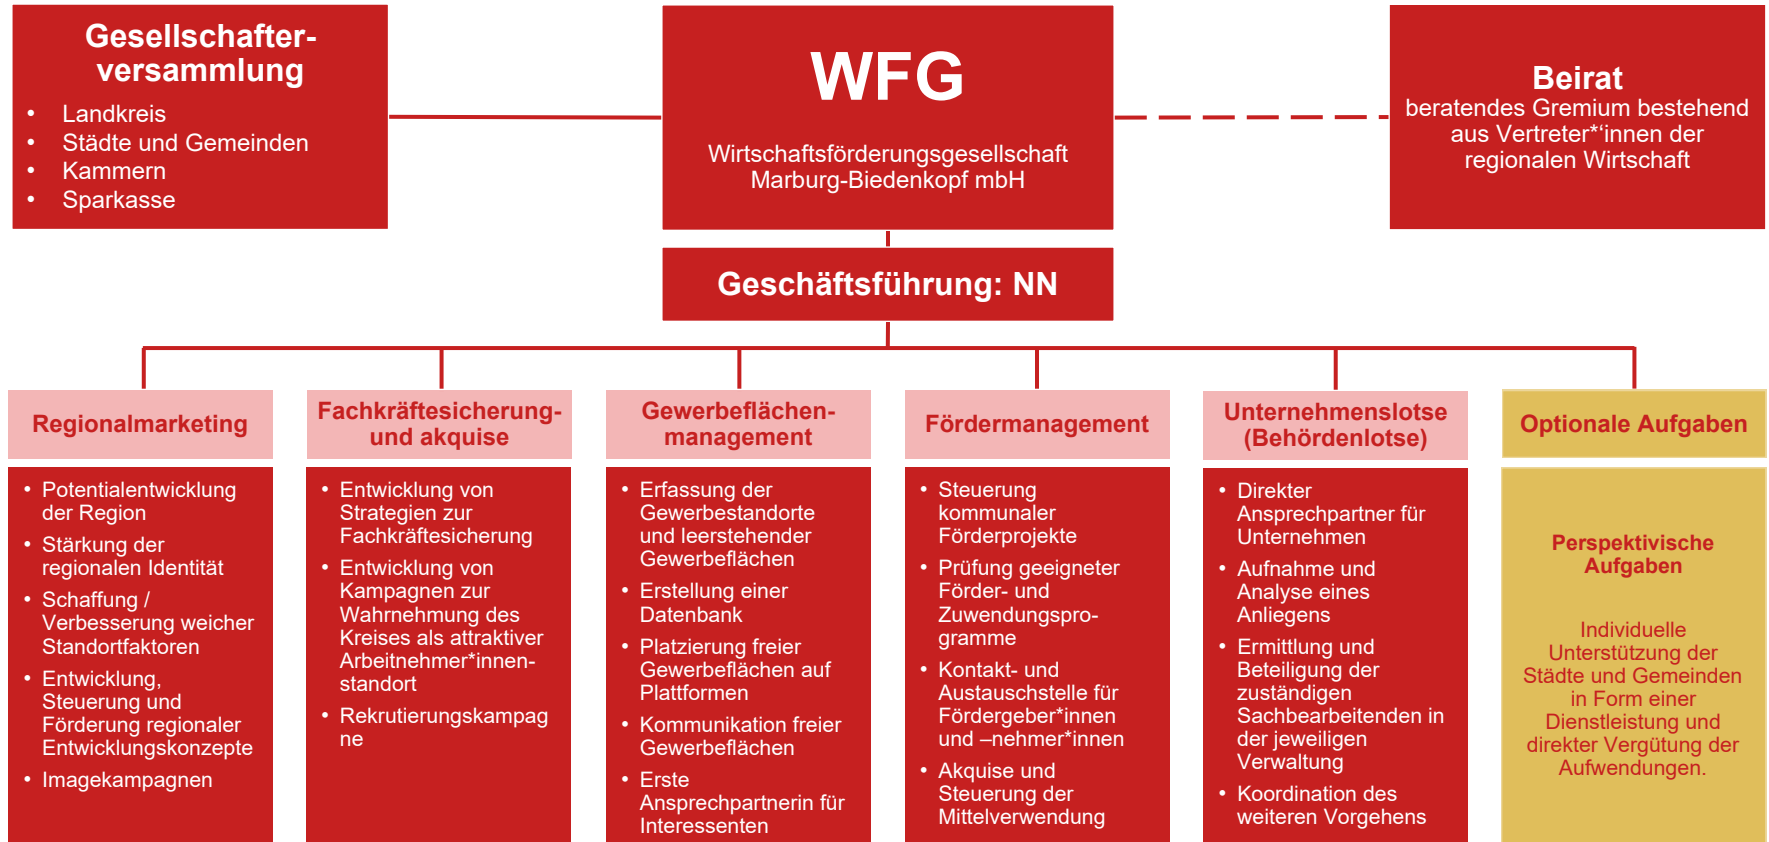 Gesellschafter-
versammlung
• Landkreis
• Städte und Gemeinden
• Kammern
• Sparkasse
WFG
Wirtschaftsförderungsgesellschaft
Marburg-Biedenkopf mbH
Beirat
beratendes Gremium bestehend
aus Vertreter*‘innen der
regionalen Wirtschaft
Geschäftsführung: NN
Regionalmarketing
• Potentialentwicklung
der Region
• Stärkung der
regionalen Identität
• Schaffung /
Verbesserung weicher
Standortfaktoren
• Entwicklung,
Steuerung und
Förderung regionaler
Entwicklungskonzepte
• Imagekampagnen
Fachkräftesicherung-
und akquise
• Entwicklung von
Strategien zur
Fachkräftesicherung
• Entwicklung von
Kampagnen zur
Wahrnehmung des
Kreises als attraktiver
Arbeitnehmer*innen-
standort
• Rekrutierungskampag
ne
Gewerbeflächen-
management
• Erfassung der
Gewerbestandorte
und leerstehender
Gewerbeflächen
• Erstellung einer
Datenbank
• Platzierung freier
Gewerbeflächen auf
Plattformen
• Kommunikation freier
Gewerbeflächen
• Erste
Ansprechpartnerin für
Interessenten
Fördermanagement
• Steuerung
kommunaler
Förderprojekte
• Prüfung geeigneter
Förder- und
Zuwendungspro-
gramme
• Kontakt- und
Austauschstelle für
Fördergeber*innen
und –nehmer*innen
• Akquise und
Steuerung der
Mittelverwendung
Unternehmenslotse
(Behördenlotse)
• Direkter
Ansprechpartner für
Unternehmen
• Aufnahme und
Analyse eines
Anliegens
• Ermittlung und
Beteiligung der
zuständigen
Sachbearbeitenden in
der jeweiligen
Verwaltung
• Koordination des
weiteren Vorgehens
Optionale Aufgaben
Perspektivische
Aufgaben
Individuelle
Unterstützung der
Städte und Gemeinden
in Form einer
Dienstleistung und
direkter Vergütung der
Aufwendungen.